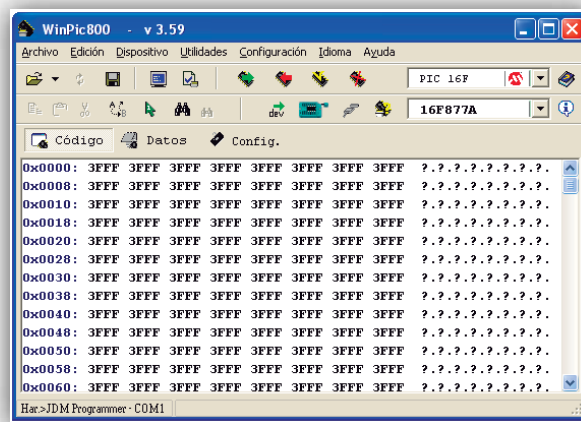 WinPic800 - v 3.59
Archivo Edición Dispositivo Utilidades Configuración Idioma Ayuda
PIC 16F
dev 16F877A
Código Datos Config.
0x0000: 3FFF 3FFF 3FFF 3FFF 3FFF 3FFF 3FFF 3FFF ?.?.?.?.?.?.?.?.
0x0008: 3FFF 3FFF 3FFF 3FFF 3FFF 3FFF 3FFF 3FFF ?.?.?.?.?.?.?.?.
0x0010: 3FFF 3FFF 3FFF 3FFF 3FFF 3FFF 3FFF 3FFF ?.?.?.?.?.?.?.?.
0x0018: 3FFF 3FFF 3FFF 3FFF 3FFF 3FFF 3FFF 3FFF ?.?.?.?.?.?.?.?.
0x0020: 3FFF 3FFF 3FFF 3FFF 3FFF 3FFF 3FFF 3FFF ?.?.?.?.?.?.?.?.
0x0028: 3FFF 3FFF 3FFF 3FFF 3FFF 3FFF 3FFF 3FFF ?.?.?.?.?.?.?.?.
0x0030: 3FFF 3FFF 3FFF 3FFF 3FFF 3FFF 3FFF 3FFF ?.?.?.?.?.?.?.?.
0x0038: 3FFF 3FFF 3FFF 3FFF 3FFF 3FFF 3FFF 3FFF ?.?.?.?.?.?.?.?.
0x0040: 3FFF 3FFF 3FFF 3FFF 3FFF 3FFF 3FFF 3FFF ?.?.?.?.?.?.?.?.
0x0048: 3FFF 3FFF 3FFF 3FFF 3FFF 3FFF 3FFF 3FFF ?.?.?.?.?.?.?.?.
0x0050: 3FFF 3FFF 3FFF 3FFF 3FFF 3FFF 3FFF 3FFF ?.?.?.?.?.?.?.?.
0x0058: 3FFF 3FFF 3FFF 3FFF 3FFF 3FFF 3FFF 3FFF ?.?.?.?.?.?.?.?.
0x0060: 3FFF 3FFF 3FFF 3FFF 3FFF 3FFF 3FFF 3FFF ?.?.?.?.?.?.?.?.
Har.>JDM Programmer - COM1